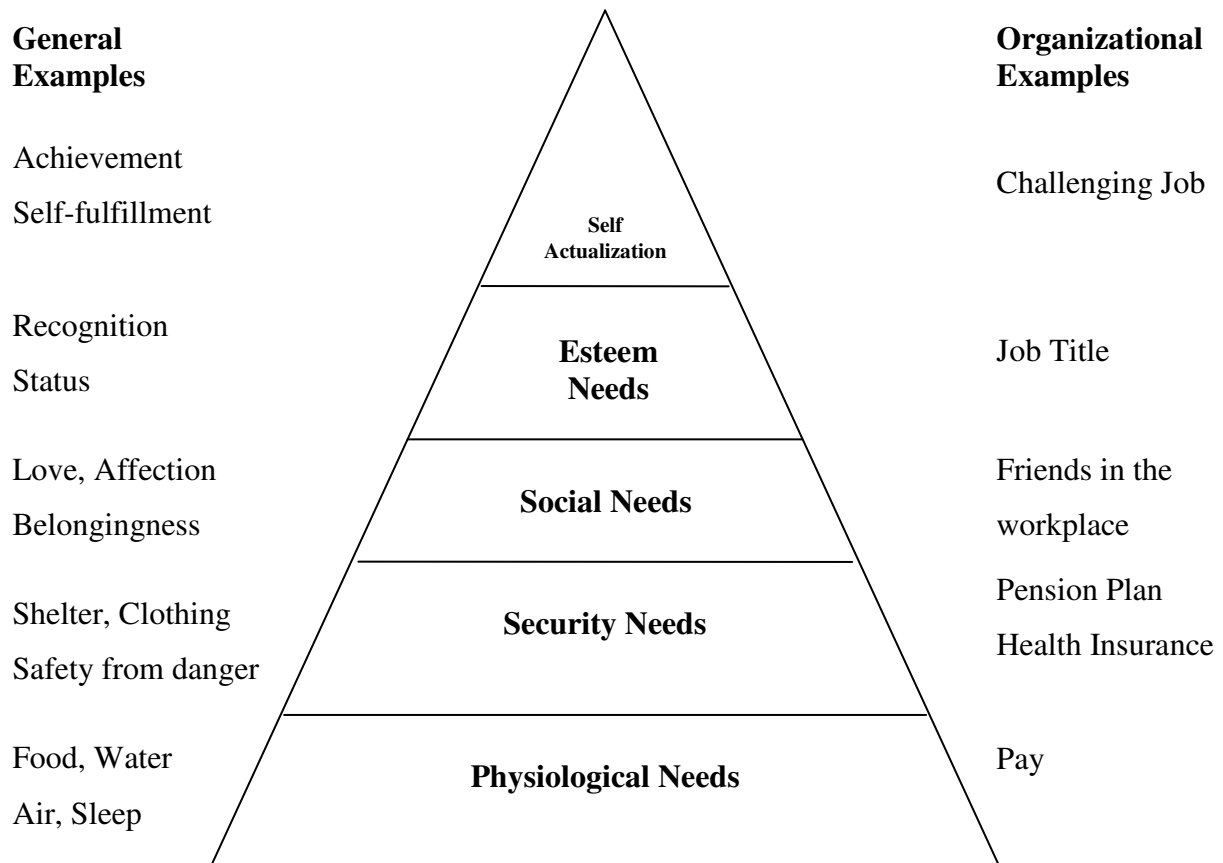 General
Examples
Organizational
Examples
Achievement
Self-fulfillment
Self
Actualization
Challenging Job
Recognition
Status
Esteem
Needs
Job Title
Love, Affection
Belongingness
Social Needs
Friends in the
workplace
Shelter, Clothing
Safety from danger
Security Needs
Pension Plan
Health Insurance
Food, Water
Air, Sleep
Physiological Needs
Pay